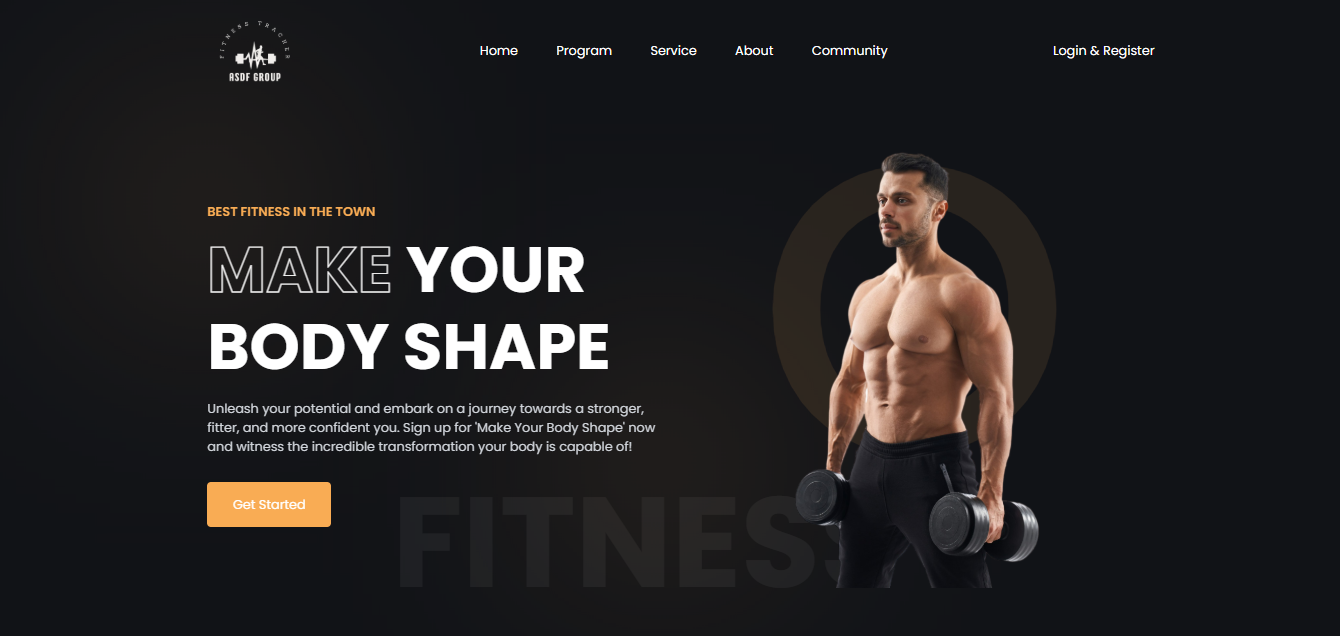 FITNESS TRACKER
ASDF GROUP
Home Program Service About Community Login & Register
BEST FITNESS IN THE TOWN
MAKE YOUR
BODY SHAPE
Unleash your potential and embark on a journey towards a stronger,
fitter, and more confident you. Sign up for 'Make Your Body Shape' now
and witness the incredible transformation your body is capable of!
Get Started
FITNESS